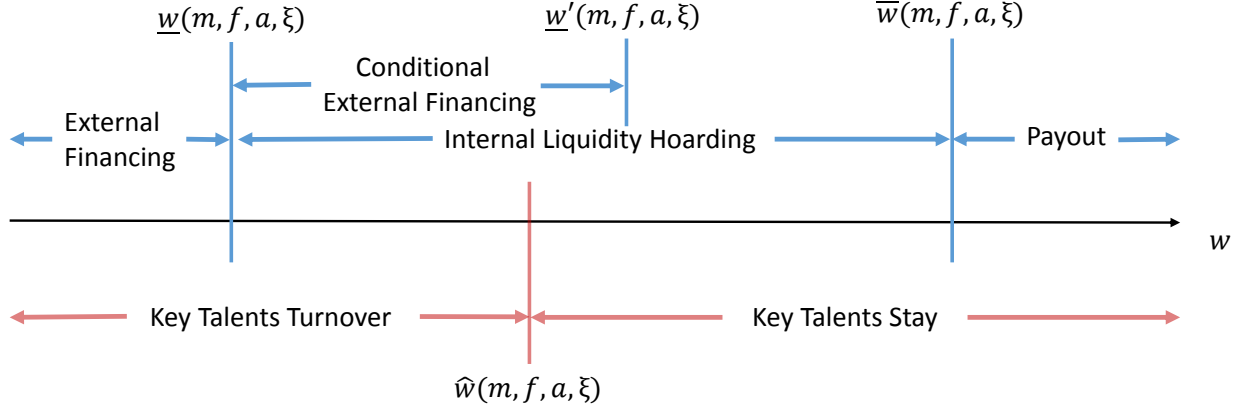 w(m, f, a, ξ)
w′(m, f, a, ξ)
w(m, f, a, ξ)
Conditional
External Financing
External
Financing
Internal Liquidity Hoarding
Payout
w
Key Talents Turnover
Key Talents Stay
ŵ(m, f, a, ξ)